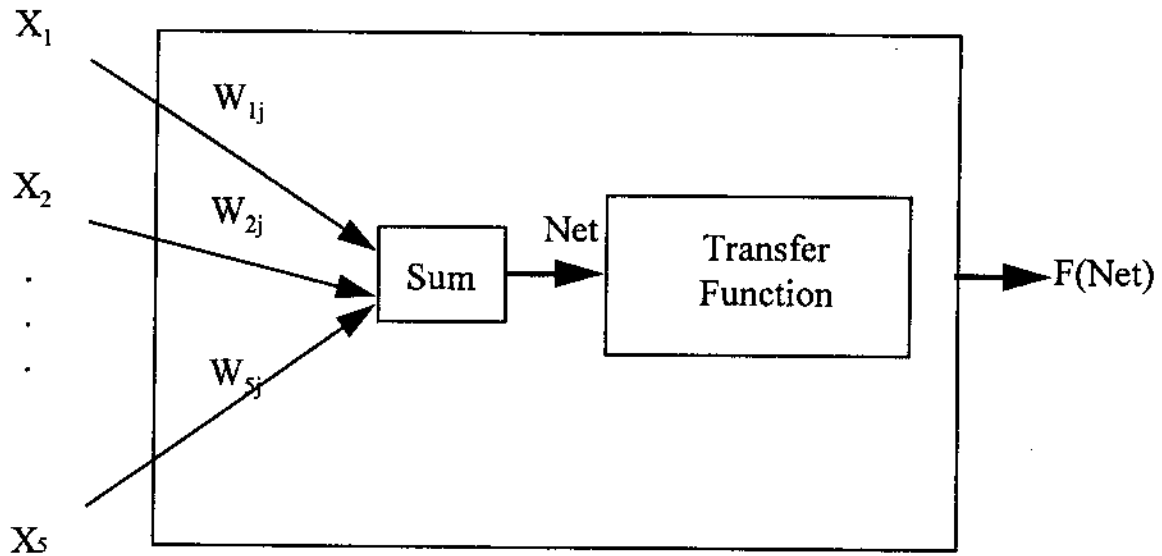 X₁
W₁ⱼ
X₂
W₂ⱼ
Net
Sum
Transfer
Function
F(Net)
.
.
.
W₅ⱼ
X₅